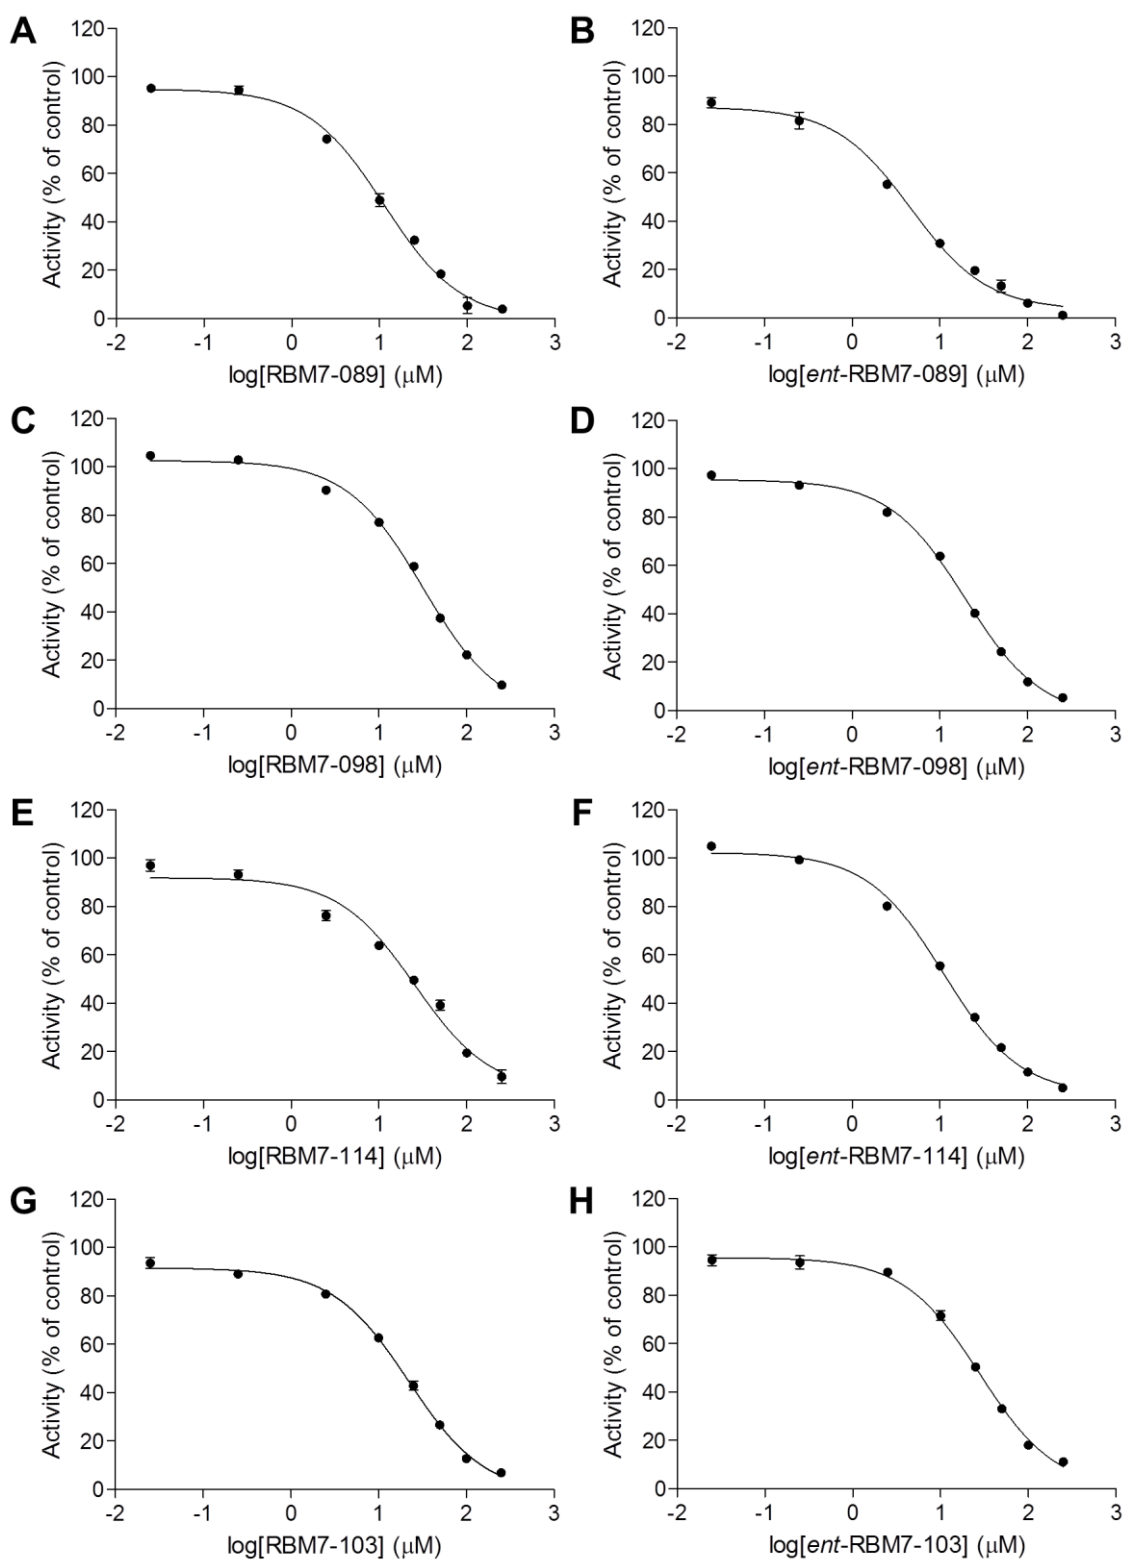 A
Activity (% of control)
120
100
80
60
40
20
0
-2 -1 0 1 2 3
log[RBM7-089] (μM)
B
Activity (% of control)
120
100
80
60
40
20
0
-2 -1 0 1 2 3
log[ent-RBM7-089] (μM)
C
Activity (% of control)
120
100
80
60
40
20
0
-2 -1 0 1 2 3
log[RBM7-098] (μM)
D
Activity (% of control)
120
100
80
60
40
20
0
-2 -1 0 1 2 3
log[ent-RBM7-098] (μM)
E
Activity (% of control)
120
100
80
60
40
20
0
-2 -1 0 1 2 3
log[RBM7-114] (μM)
F
Activity (% of control)
120
100
80
60
40
20
0
-2 -1 0 1 2 3
log[ent-RBM7-114] (μM)
G
Activity (% of control)
120
100
80
60
40
20
0
-2 -1 0 1 2 3
log[RBM7-103] (μM)
H
Activity (% of control)
120
100
80
60
40
20
0
-2 -1 0 1 2 3
log[ent-RBM7-103] (μM)